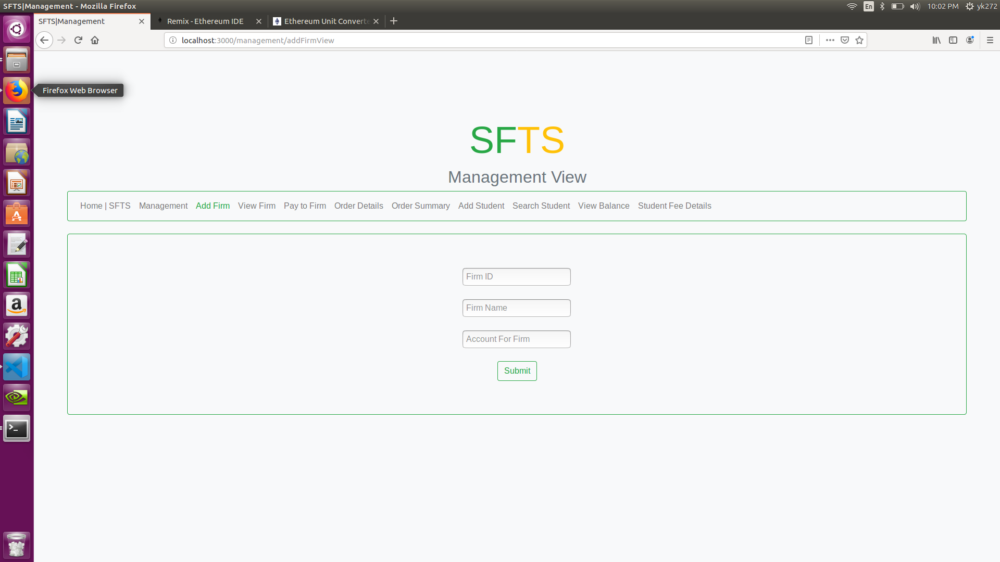 SFTS|Management - Mozilla Firefox
En
10:02 PM
yk272
SFTS|Management
Remix - Ethereum IDE
Ethereum Unit Converte
localhost:3000/management/addFirmView
Firefox Web Browser
SFTS
Management View
Home | SFTS Management Add Firm View Firm Pay to Firm Order Details Order Summary Add Student Search Student View Balance Student Fee Details
Firm ID
Firm Name
Account For Firm
Submit